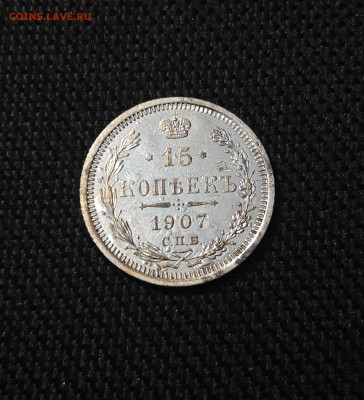 COINS.LAVE.RU
15
КОПѢЕКЪ
1907
С.П.Б.